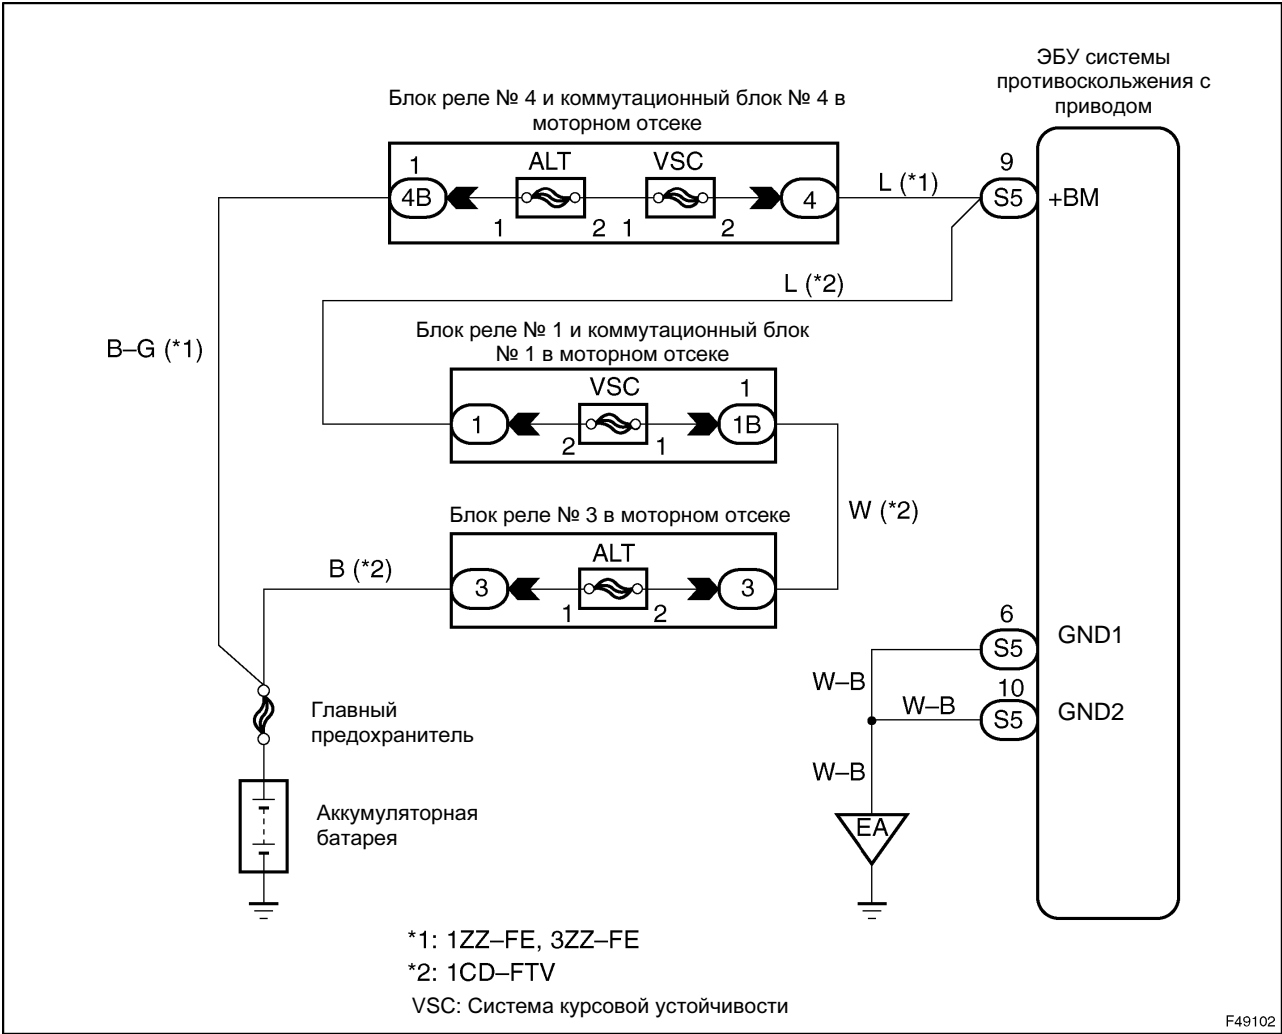 ЭБУ системы
противоскольжения с
приводом
Блок реле № 4 и коммутационный блок № 4 в
моторном отсеке
1
ALT
VSC
9
4B
4
L (*1)
S5
+BM
1
2
1
2
L (*2)
B–G (*1)
Блок реле № 1 и коммутационный блок
№ 1 в моторном отсеке
VSC
1
1
1B
2
1
W (*2)
Блок реле № 3 в моторном отсеке
ALT
B (*2)
3
3
1
2
6
S5
GND1
W–B
10
W–B
S5
GND2
Главный
предохранитель
W–B
Аккумуляторная
батарея
EA
*1: 1ZZ–FE, 3ZZ–FE
*2: 1CD–FTV
VSC: Система курсовой устойчивости
F49102